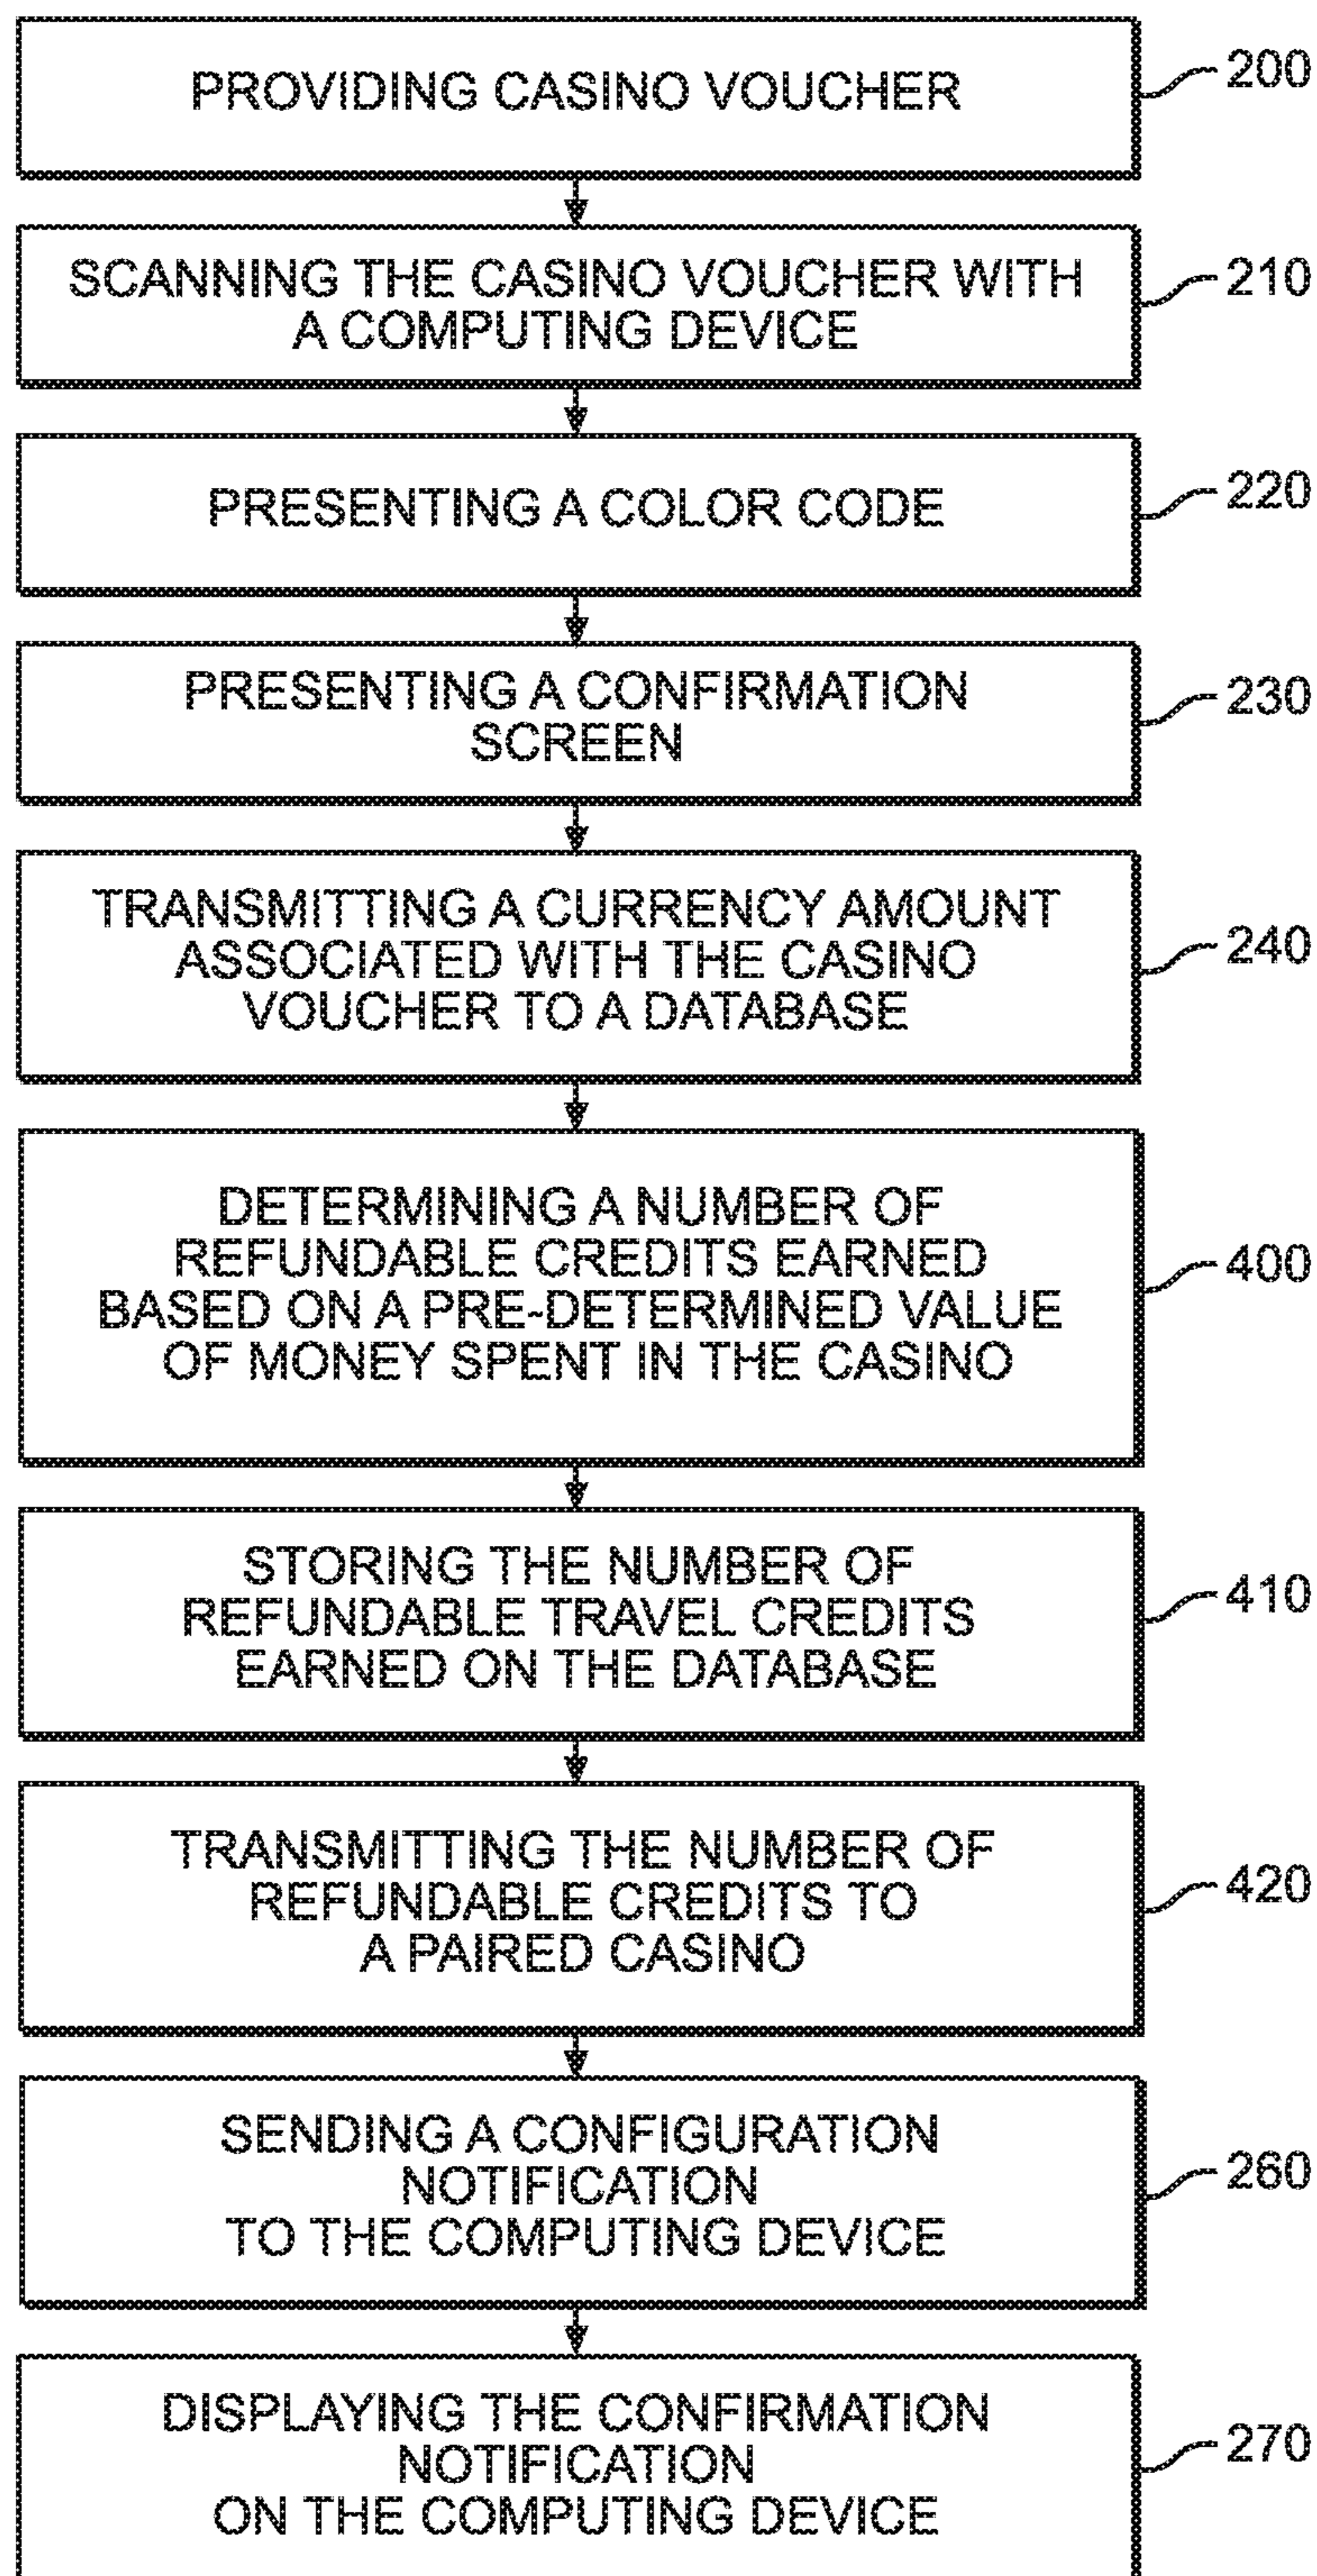 PROVIDING CASINO VOUCHER
200
SCANNING THE CASINO VOUCHER WITH
A COMPUTING DEVICE
210
PRESENTING A COLOR CODE
220
PRESENTING A CONFIRMATION
SCREEN
230
TRANSMITTING A CURRENCY AMOUNT
ASSOCIATED WITH THE CASINO
VOUCHER TO A DATABASE
240
DETERMINING A NUMBER OF
REFUNDABLE CREDITS EARNED
BASED ON A PRE-DETERMINED VALUE
OF MONEY SPENT IN THE CASINO
400
STORING THE NUMBER OF
REFUNDABLE TRAVEL CREDITS
EARNED ON THE DATABASE
410
TRANSMITTING THE NUMBER OF
REFUNDABLE CREDITS TO
A PAIRED CASINO
420
SENDING A CONFIGURATION
NOTIFICATION
TO THE COMPUTING DEVICE
260
DISPLAYING THE CONFIRMATION
NOTIFICATION
ON THE COMPUTING DEVICE
270